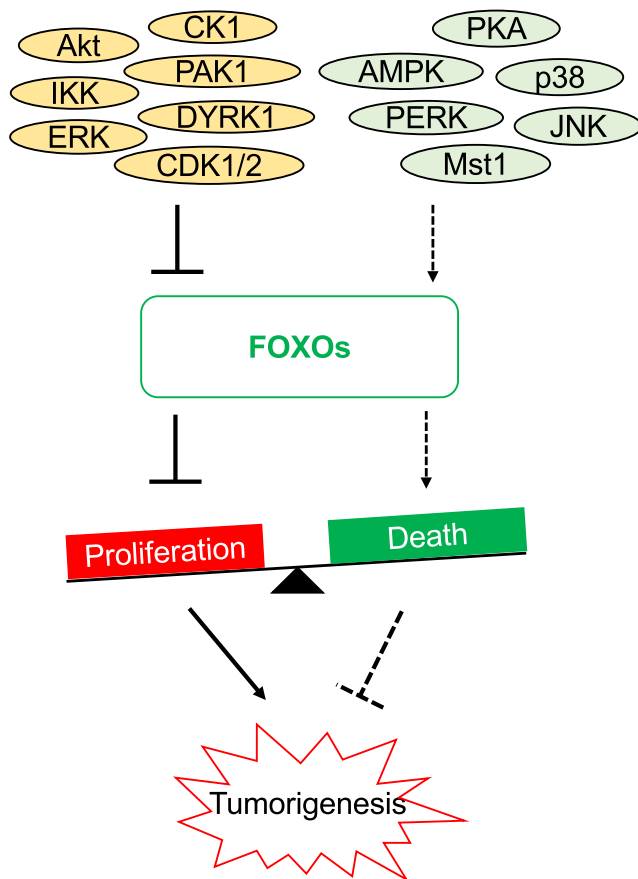 CK1
Akt
PAK1
IKK
DYRK1
ERK
CDK1/2
PKA
AMPK
p38
PERK
JNK
Mst1
FOXOs
Proliferation
Death
Tumorigenesis